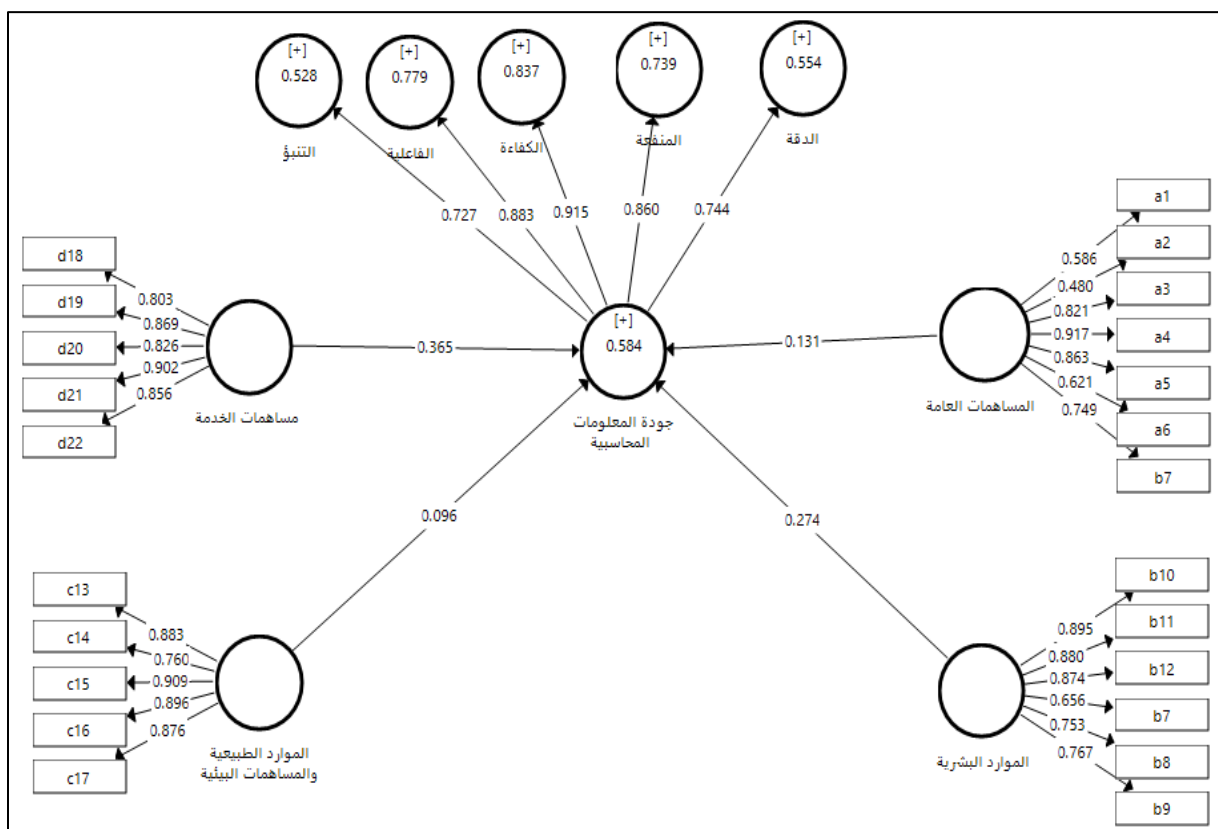 [+]
0.528
التنبؤ
[+]
0.779
الفاعلية
[+]
0.837
الكفاءة
[+]
0.739
المنفعة
[+]
0.554
الدقة
0.727
0.883
0.915
0.860
0.744
d18
d19
d20
d21
d22
0.803
0.869
0.826
0.902
0.856
مساهمات الخدمة
0.365
[+]
0.584
جودة المعلومات
المحاسبية
0.131
المساهمات العامة
0.586
0.480
0.821
0.917
0.863
0.621
0.749
a1
a2
a3
a4
a5
a6
b7
0.096
0.274
c13
c14
c15
c16
c17
0.883
0.760
0.909
0.896
0.876
الموارد الطبيعية
والمساهمات البيئية
الموارد البشرية
0.895
0.880
0.874
0.656
0.753
0.767
b10
b11
b12
b7
b8
b9